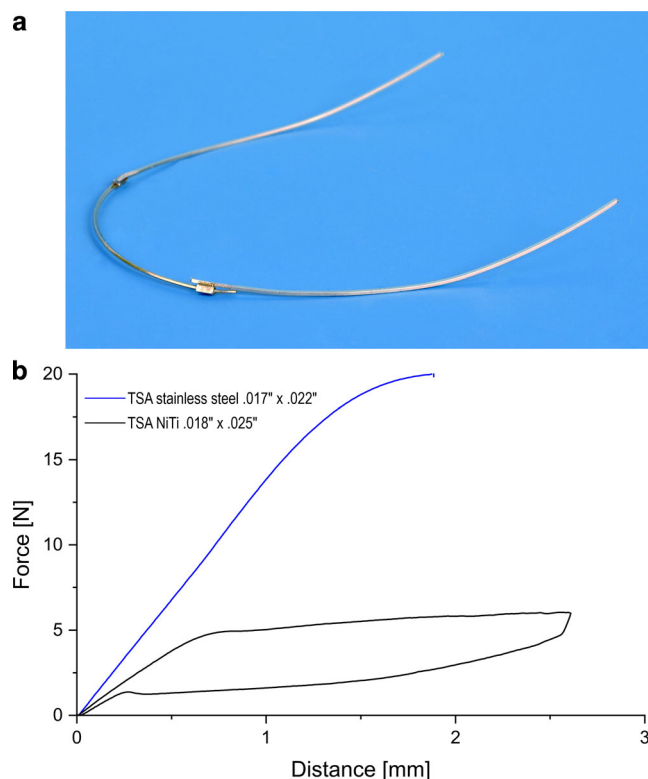 a
b
20
TSA stainless steel .017" x .022"
TSA NiTi .018" x .025"
15
10
5
0
Force [N]
0 1 2 3
Distance [mm]